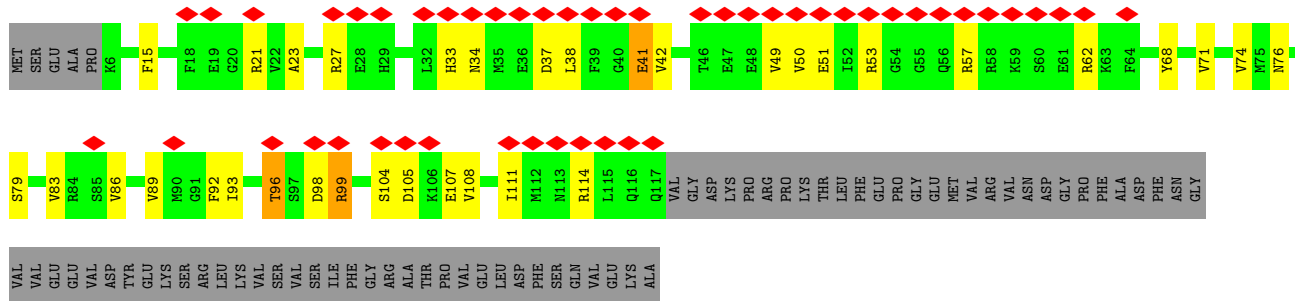 MET SER GLU ALA PRO K6 F15 F18 E19 G20 R21 V22 A23 R27 E28 H29 L32 H33 N34 M35 E36 D37 L38 F39 G40 E41 V42 T46 E47 E48 V49 V50 E51 I52 R53 G54 G55 Q56 R57 R58 K59 S60 E61 R62 K63 F64 Y68 V71 V74 M75 N76
S79 V83 R84 S85 V86 V89 M90 G91 F92 I93 T96 S97 D98 R99 S104 D105 K106 E107 V108 I111 M112 N113 R114 L115 Q116 Q117 VAL GLY ASP LYS PRO ARG PRO LYS THR LEU PHE GLU PRO GLY GLU MET VAL ARG VAL ASN ASP GLY PRO PHE ALA ASP PHE ASN GLY
VAL VAL GLU GLU VAL ASP TYR GLU LYS SER ARG LEU LYS VAL SER VAL SER ILE PHE GLY ARG ALA THR PRO VAL GLU LEU ASP PHE SER GLN VAL GLU LYS ALA